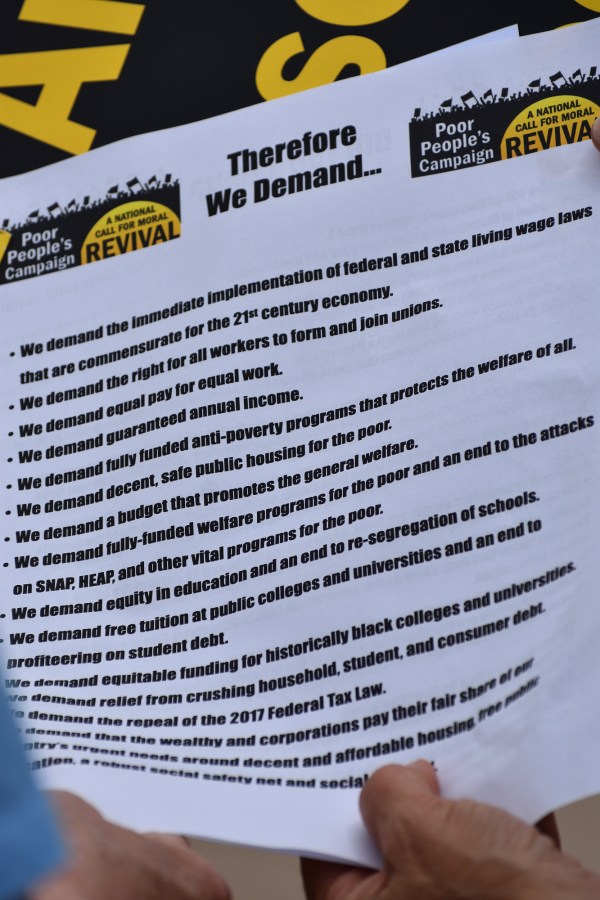 Therefore
We Demand...
Poor
People's
Campaign
A NATIONAL
CALL FOR MORAL
REVIVAL
Poor
People's
Campaign
A NATIONAL
CALL FOR MORAL
REVIVAL
• We demand the immediate implementation of federal and state living wage laws
that are commensurate for the 21st century economy.
• We demand the right for all workers to form and join unions.
• We demand equal pay for equal work.
• We demand guaranteed annual income.
• We demand fully funded anti-poverty programs that protects the welfare of all.
• We demand decent, safe public housing for the poor.
• We demand a budget that promotes the general welfare.
• We demand fully-funded welfare programs for the poor and an end to the attacks
on SNAP, HEAP, and other vital programs for the poor.
• We demand equity in education and an end to re-segregation of schools.
• We demand free tuition at public colleges and universities and an end to
profiteering on student debt.
We demand equitable funding for historically black colleges and universities.
We demand relief from crushing household, student, and consumer debt.
We demand the repeal of the 2017 Federal Tax Law.
demand that the wealthy and corporations pay their fair share of our
urgent needs around decent and affordable housing, free public
a robust social safety net and social